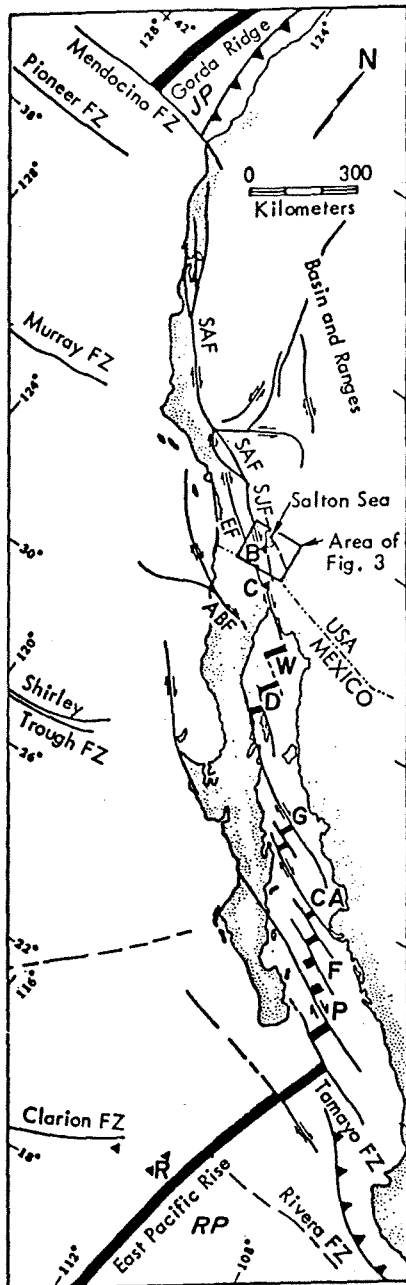 126°
42°
124°
Gorda Ridge
JP
Mendocino FZ
Pioneer FZ
N
38°
128°
0 300
Kilometers
Basin and Ranges
SAF
Murray FZ
124°
SAF
SJF
Salton Sea
EF
Area of
Fig. 3
B
30°
C
ABF
USA
MEXICO
120°
W
Shirley
Trough FZ
D
26°
G
CA
22°
F
116°
P
Clarion FZ
Tamayo FZ
18°
R
East Pacific Rise
RP
Rivera FZ
112°
108°